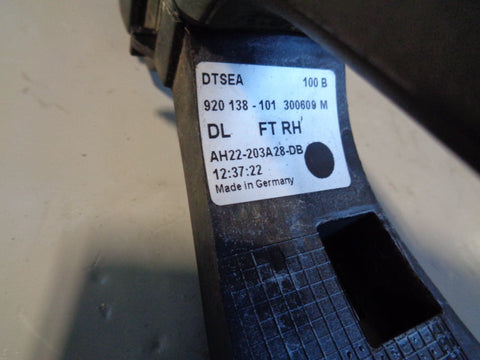 DTSEA 100 B
920 138 - 101 300609 M
DL FT RH
AH22-203A28-DB
12:37:22
Made in Germany